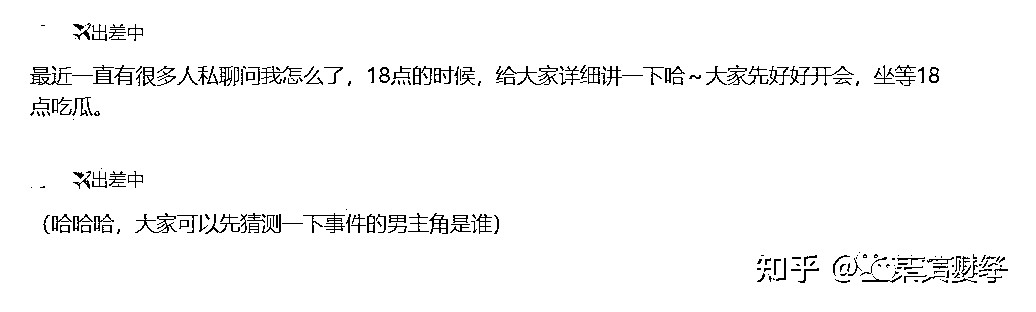 出差中
最近一直有很多人私聊问我怎么了，18点的时候，给大家详细讲一下哈～大家先好好开会，坐等18
点吃瓜。
出差中
（哈哈哈，大家可以先猜测一下事件的男主角是谁）
知乎 @